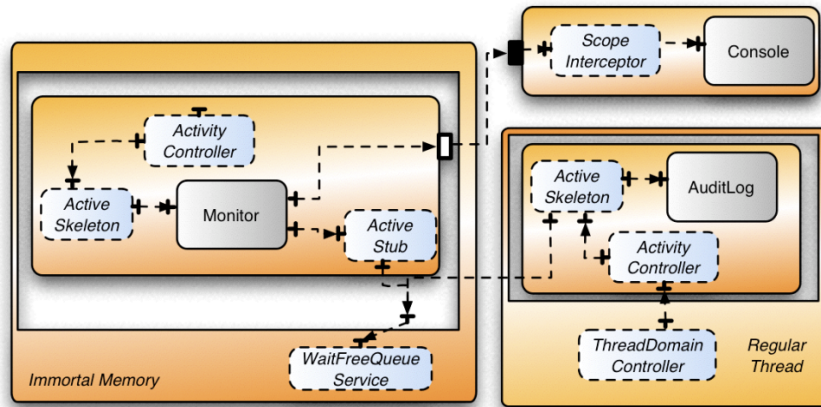 Scope
Interceptor
Console
Activity
Controller
Active
Skeleton
Monitor
Active
Stub
Active
Skeleton
AuditLog
Activity
Controller
WaitFreeQueue
Service
ThreadDomain
Controller
Regular
Thread
Immortal Memory